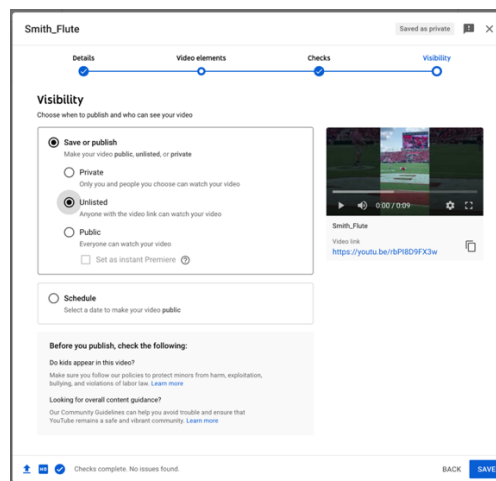 Smith_Flute
Saved as private
Details
Video elements
Checks
Visibility
Visibility
Choose when to publish and who can see your video
Save or publish
Make your video public, unlisted, or private
Private
Only you and people you choose can watch your video
Unlisted
Anyone with the video link can watch your video
Public
Everyone can watch your video
Set as instant Premiere
0:00 / 0:09
Smith_Flute
Video link
https://youtu.be/rbPI8D9FX3w
Schedule
Select a date to make your video public
Before you publish, check the following:
Do kids appear in this video?
Make sure you follow our policies to protect minors from harm, exploitation,
bullying, and violations of labor law. Learn more
Looking for overall content guidance?
Our Community Guidelines can help you avoid trouble and ensure that
YouTube remains a safe and vibrant community. Learn more
HD
Checks complete. No issues found.
BACK
SAVE